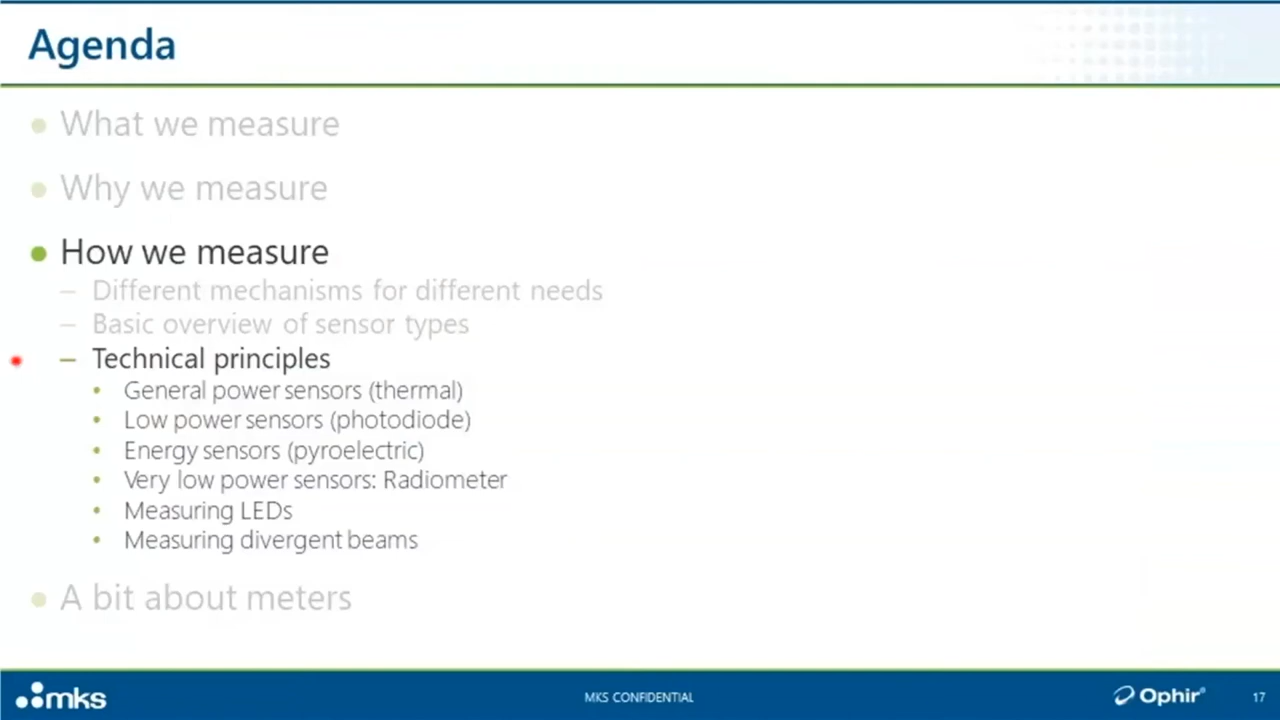 Agenda
What we measure
Why we measure
How we measure
– Different mechanisms for different needs
– Basic overview of sensor types
– Technical principles
• General power sensors (thermal)
• Low power sensors (photodiode)
• Energy sensors (pyroelectric)
• Very low power sensors: Radiometer
• Measuring LEDs
• Measuring divergent beams
A bit about meters
mks
MKS CONFIDENTIAL
Ophir®
17